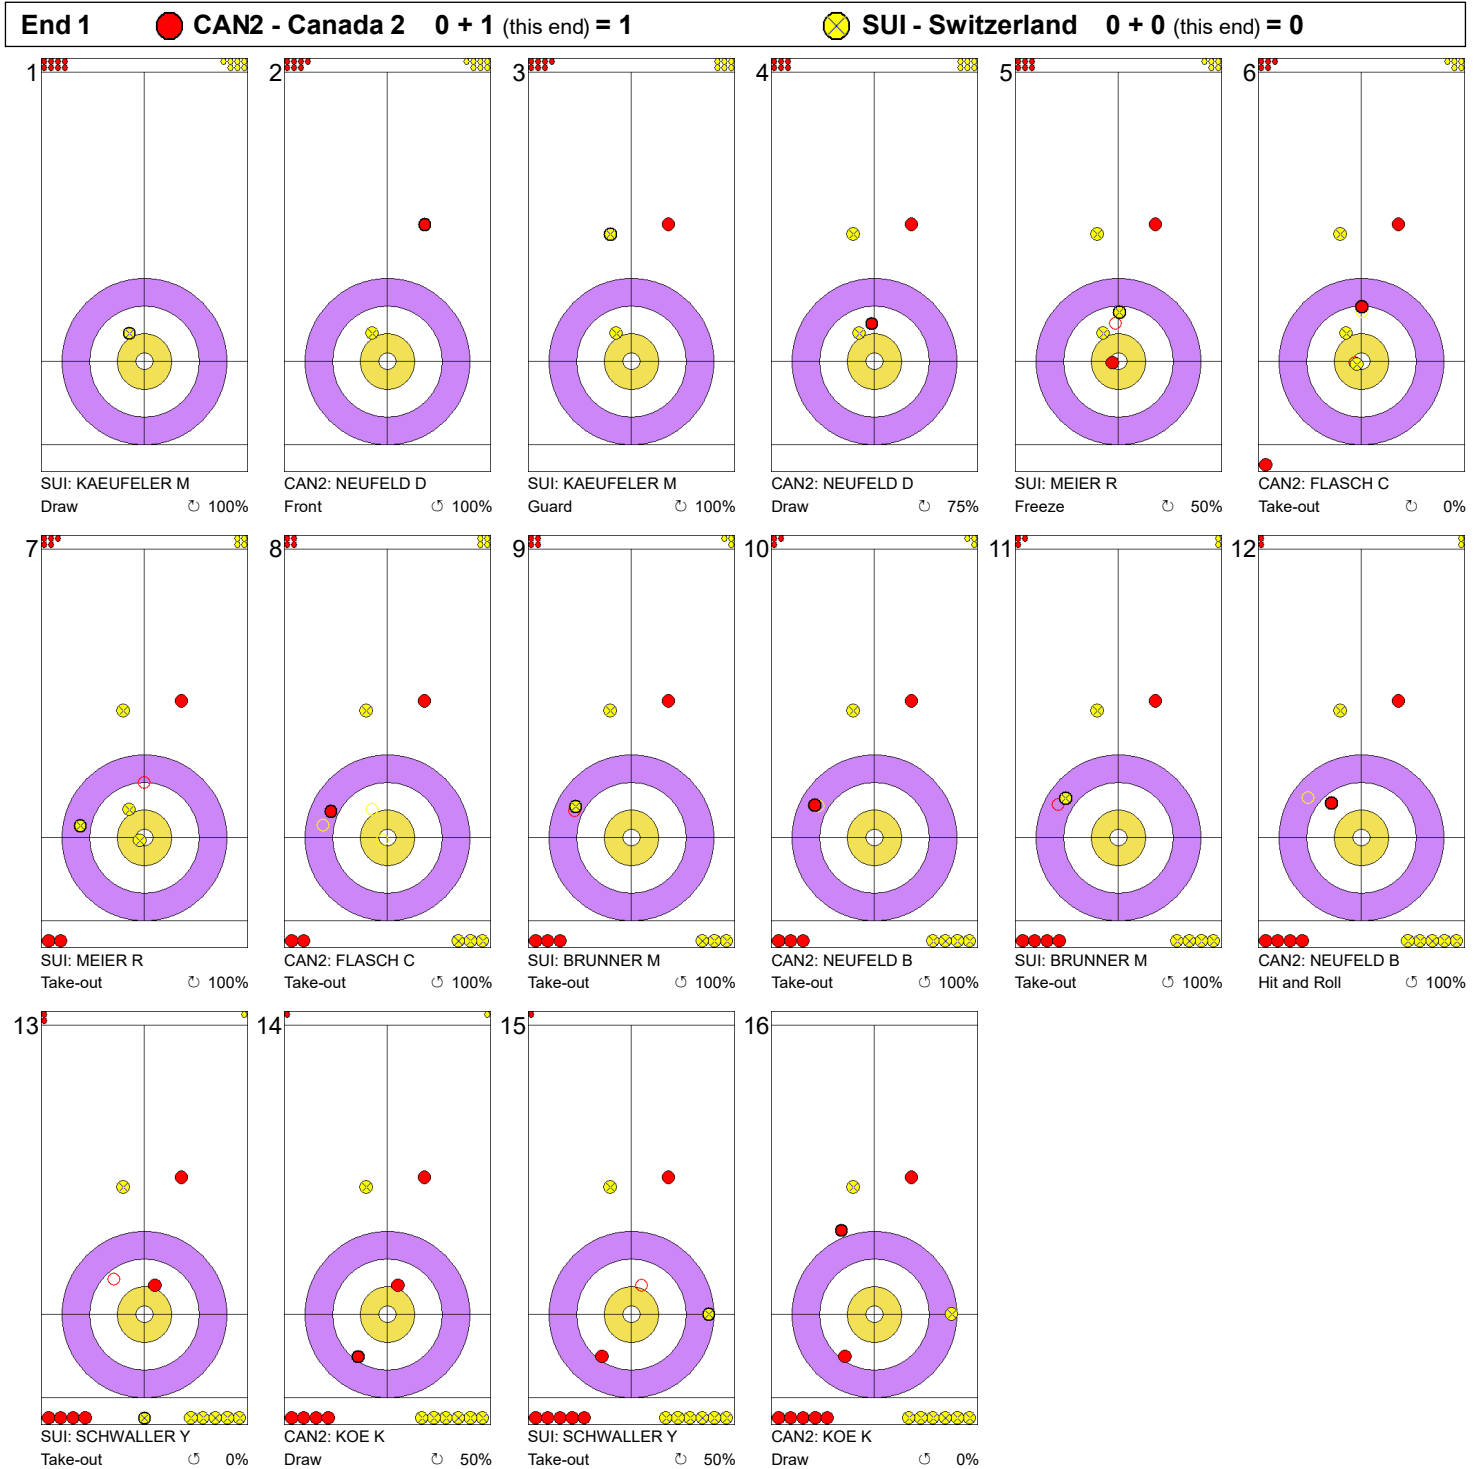 End 1 CAN2 - Canada 2 0 + 1 (this end) = 1 SUI - Switzerland 0 + 0 (this end) = 0
1 2 3 4 5 6
SUI: KAEUFELER M CAN2: NEUFELD D SUI: KAEUFELER M CAN2: NEUFELD D SUI: MEIER R CAN2: FLASCH C
Draw ↻ 100% Front ↺ 100% Guard ↻ 100% Draw ↻ 75% Freeze ↻ 50% Take-out ↻ 0%
7 8 9 10 11 12
SUI: MEIER R CAN2: FLASCH C SUI: BRUNNER M CAN2: NEUFELD B SUI: BRUNNER M CAN2: NEUFELD B
Take-out ↻ 100% Take-out ↺ 100% Take-out ↺ 100% Take-out ↺ 100% Take-out ↺ 100% Hit and Roll ↺ 100%
13 14 15 16
SUI: SCHWALLER Y CAN2: KOE K SUI: SCHWALLER Y CAN2: KOE K
Take-out ↺ 0% Draw ↻ 50% Take-out ↻ 50% Draw ↺ 0%